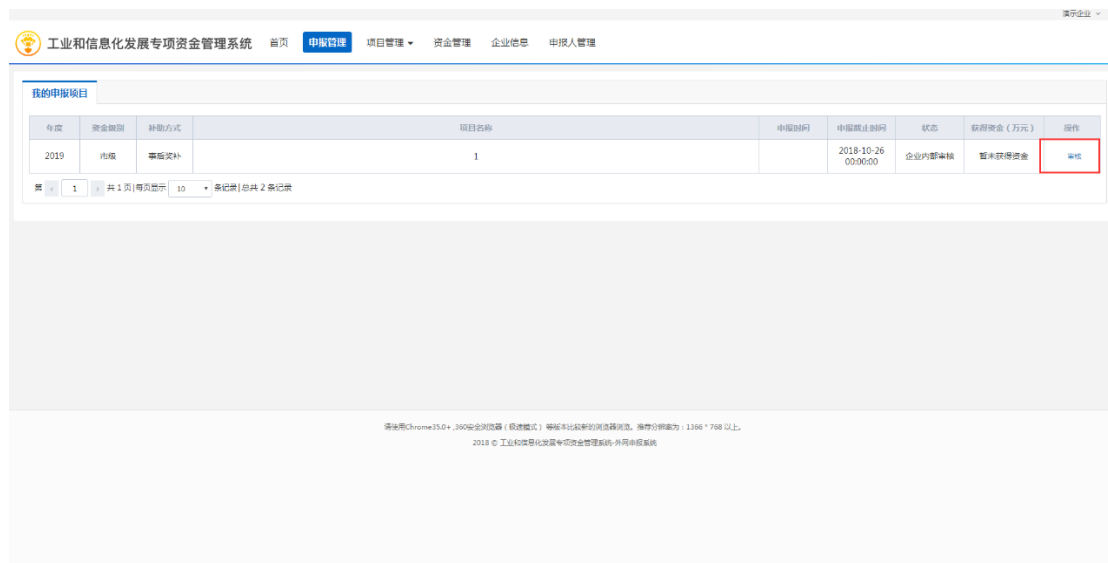 演示企业
工业和信息化发展专项资金管理系统 首页 申报管理 项目管理 资金管理 企业信息 申报人管理
我的申报项目
年度 资金级别 补助方式 项目名称 申报时间 申报截止时间 状态 获得资金（万元） 操作
2019 市级 事后奖补 1 2018-10-26 00:00:00 企业内部审核 暂未获得资金 审核
第 1 共 1 页|每页显示 10 条记录|总共 2 条记录
请使用Chrome35.0+ ,360安全浏览器（极速模式）等版本比较新的浏览器浏览。推荐分辨率为：1366 * 768 以上。
2018 © 工业和信息化发展专项资金管理系统-外网申报系统